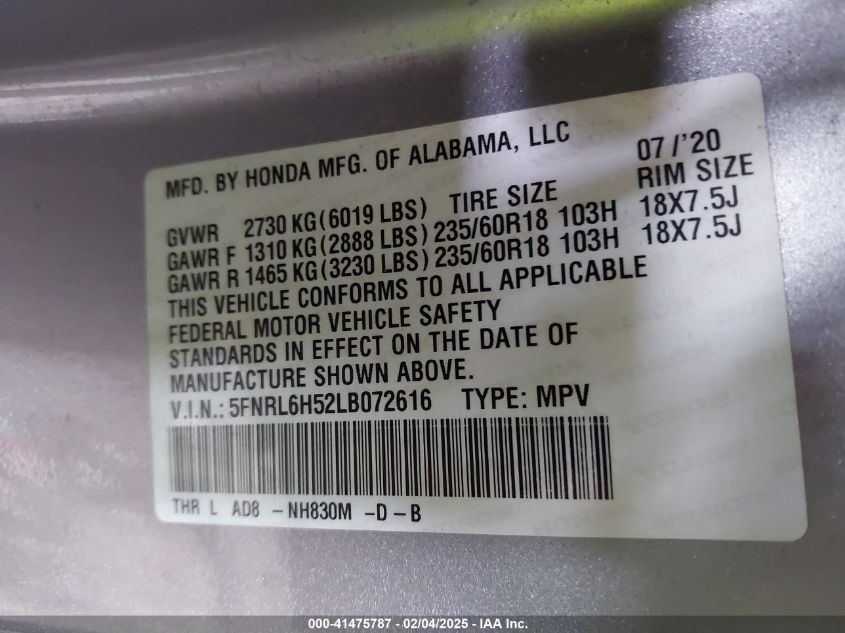 MFD. BY HONDA MFG. OF ALABAMA, LLC 07/'20
GVWR 2730 KG(6019 LBS) TIRE SIZE RIM SIZE
GAWR F 1310 KG(2888 LBS) 235/60R18 103H 18X7.5J
GAWR R 1465 KG(3230 LBS) 235/60R18 103H 18X7.5J
THIS VEHICLE CONFORMS TO ALL APPLICABLE
FEDERAL MOTOR VEHICLE SAFETY
STANDARDS IN EFFECT ON THE DATE OF
MANUFACTURE SHOWN ABOVE.
V.I.N.: 5FNRL6H52LB072616 TYPE: MPV
THR L AD8 -NH830M -D-B
000-41475787 - 02/04/2025 - IAA Inc.